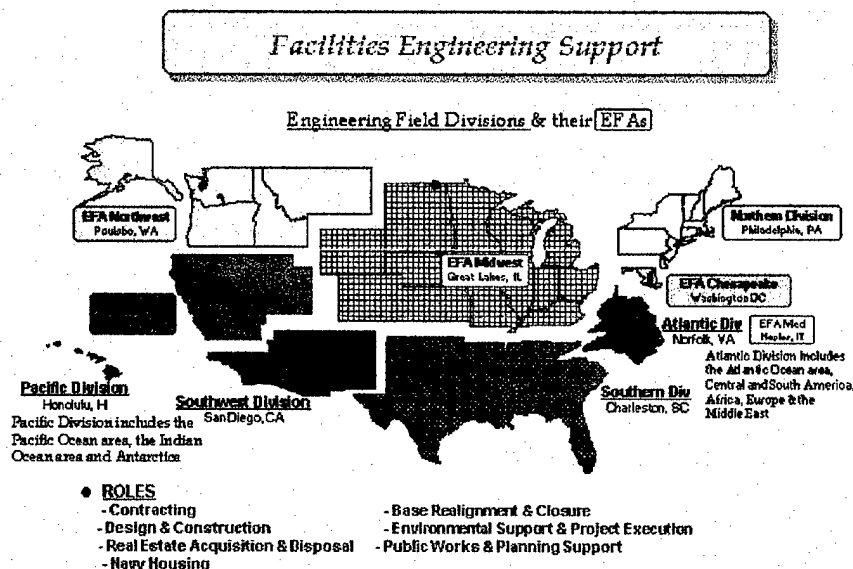 Facilities Engineering Support
Engineering Field Divisions & their EFAs
EFA Northwest
Poulsbo, WA
Northern Division
Philadelphia, PA
EFA Midwest
Great Lakes, IL
EFA Chesapeake
Washington DC
Atlantic Div
Norfolk, VA
EFA Med
Naples, IT
Atlantic Division includes
the Atlantic Ocean area,
Central and South America,
Africa, Europe & the
Middle East
Pacific Division
Honolulu, HI
Pacific Division includes the
Pacific Ocean area, the Indian
Ocean area and Antarctica
Southwest Division
San Diego, CA
Southern Div
Charleston, SC
● ROLES
- Contracting
- Design & Construction
- Real Estate Acquisition & Disposal
- Navy Housing
- Base Realignment & Closure
- Environmental Support & Project Execution
- Public Works & Planning Support